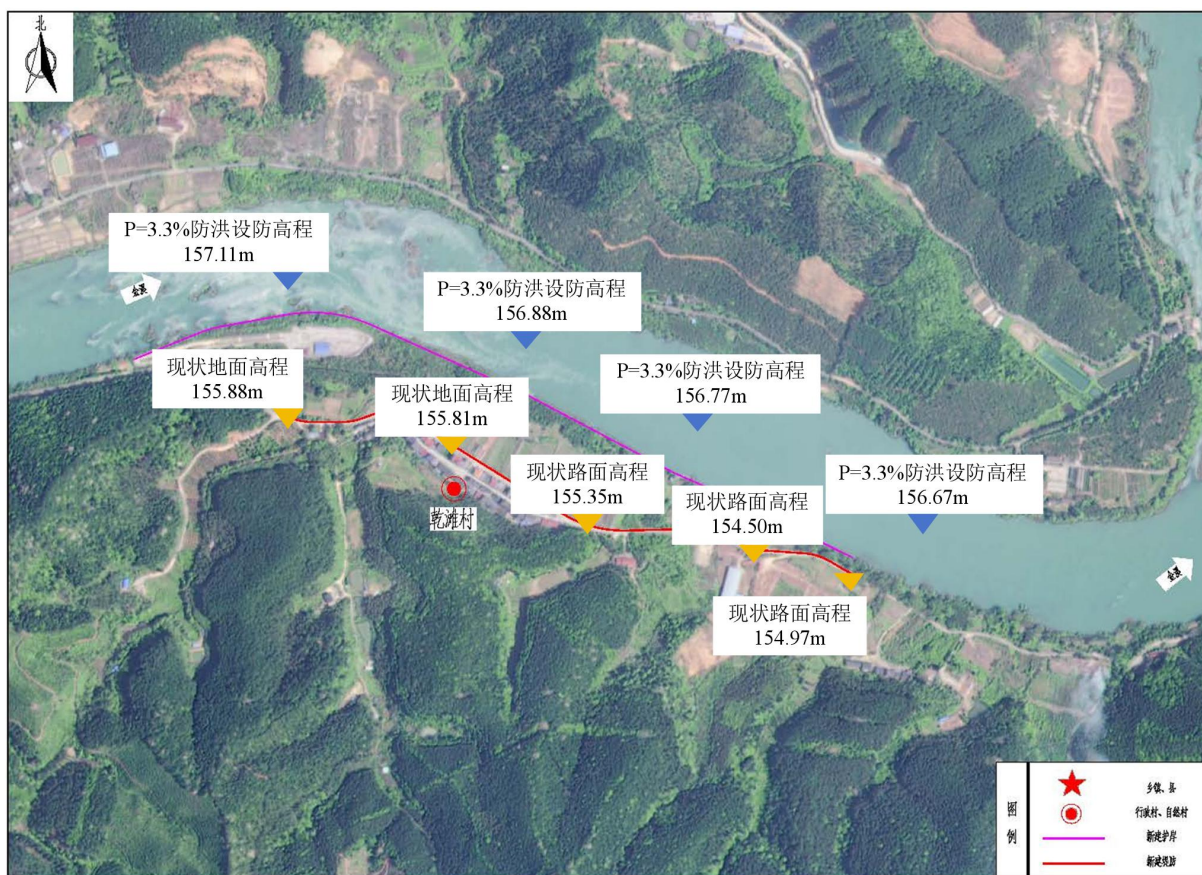 北
P=3.3%防洪设防高程
157.11m
金溪
P=3.3%防洪设防高程
156.88m
现状地面高程
155.88m
现状地面高程
155.81m
P=3.3%防洪设防高程
156.77m
现状路面高程
155.35m
现状路面高程
154.50m
P=3.3%防洪设防高程
156.67m
乾滩村
金溪
现状路面高程
154.97m
图例
乡镇、县
行政村、自然村
新建护岸
新建堤防